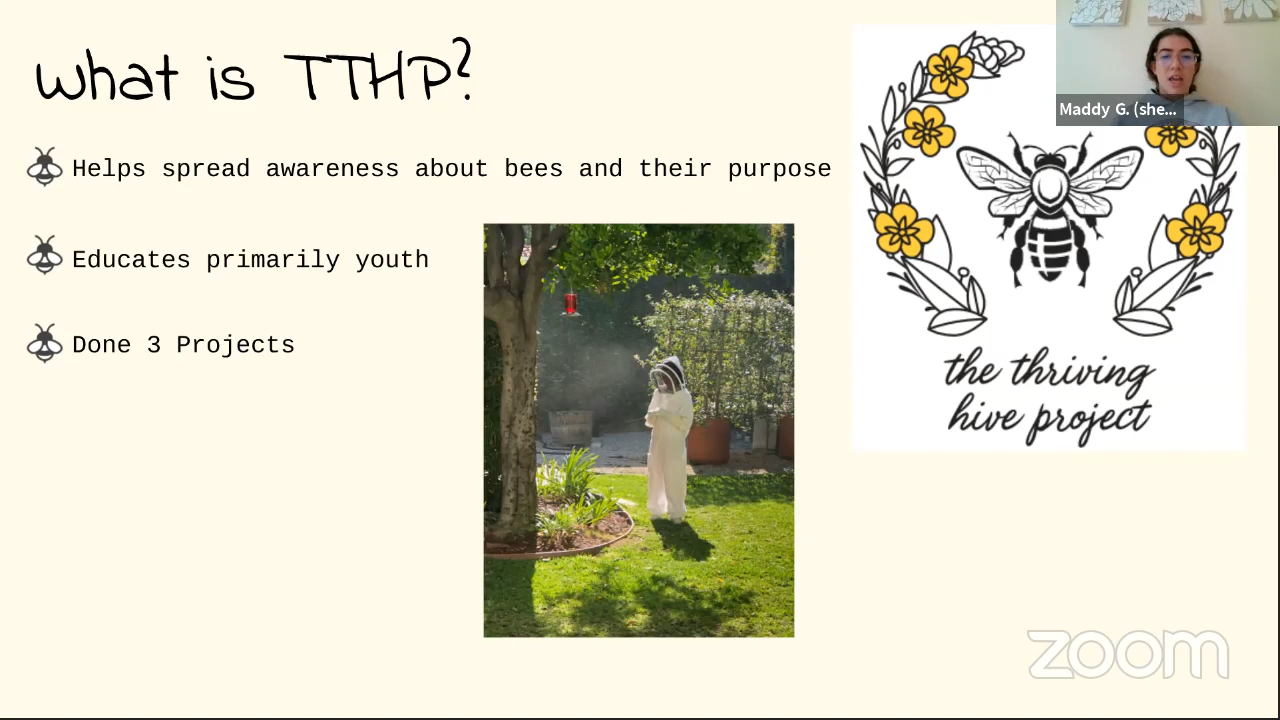 what is TTHP?
Helps spread awareness about bees and their purpose
Educates primarily youth
Done 3 Projects
Maddy G. (she...
the thriving
hive project
zoom